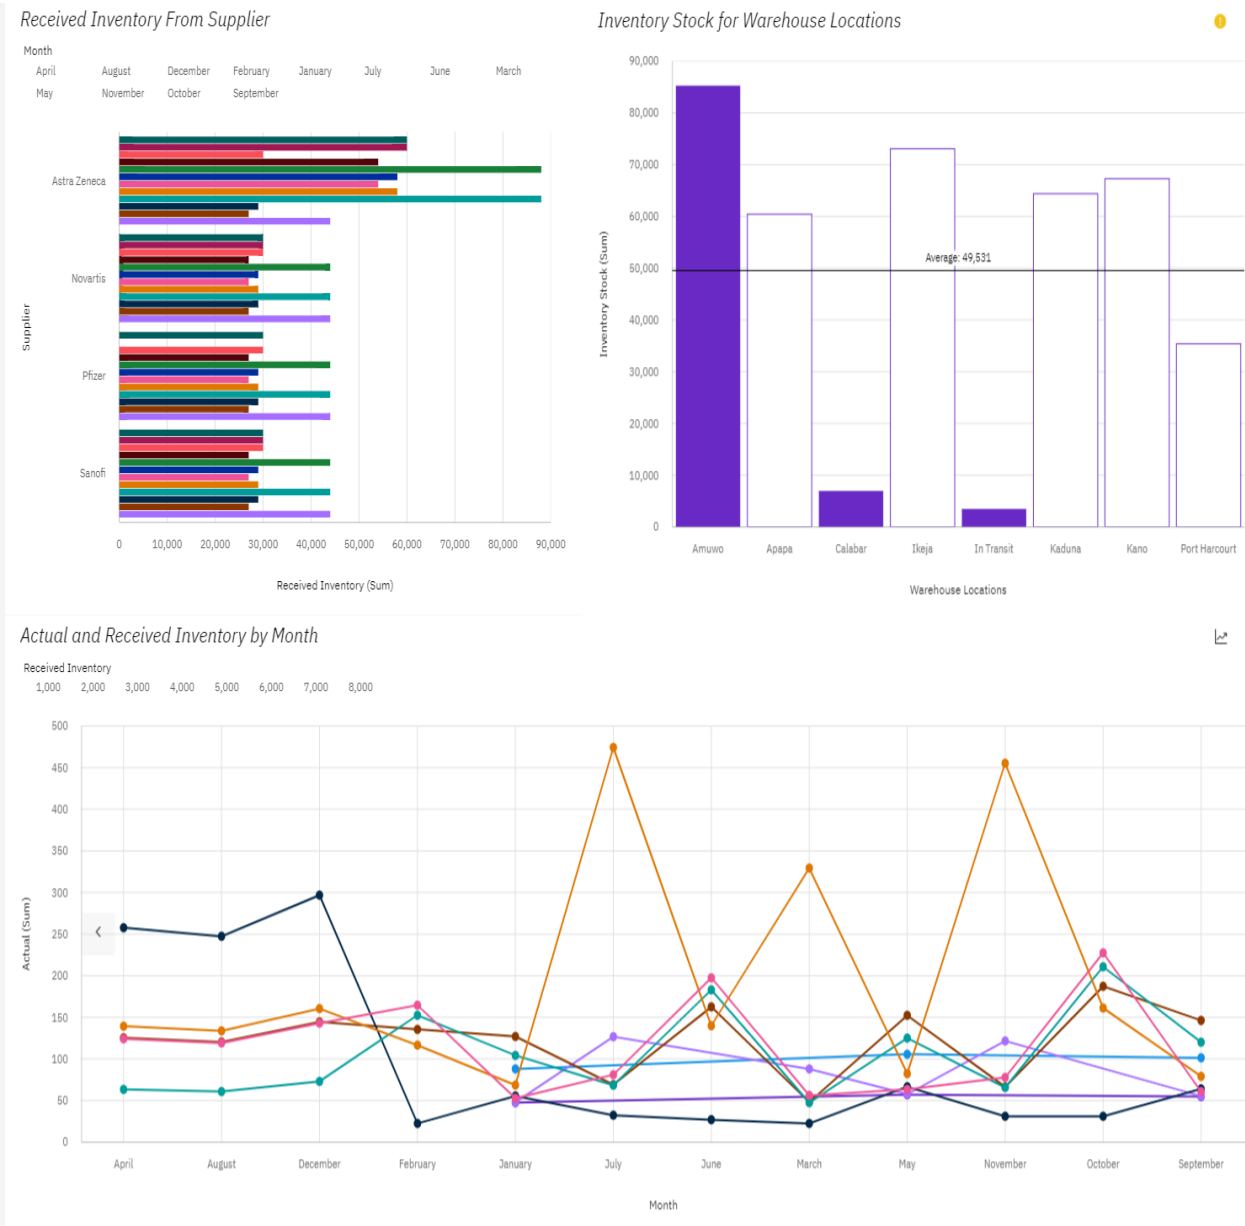 Received Inventory From Supplier
Month
April August December February January July June March
May November October September
Supplier
Astra Zeneca
Novartis
Pfizer
Sanofi
0 10,000 20,000 30,000 40,000 50,000 60,000 70,000 80,000 90,000
Received Inventory (Sum)
Inventory Stock for Warehouse Locations
Inventory Stock (Sum)
90,000
80,000
70,000
60,000
50,000
40,000
30,000
20,000
10,000
0
Average: 49,531
Amuwo Apapa Calabar Ikeja In Transit Kaduna Kano Port Harcourt
Warehouse Locations
Actual and Received Inventory by Month
Received Inventory
1,000 2,000 3,000 4,000 5,000 6,000 7,000 8,000
Actual (Sum)
500
450
400
350
300
250
200
150
100
50
0
April August December February January July June March May November October September
Month